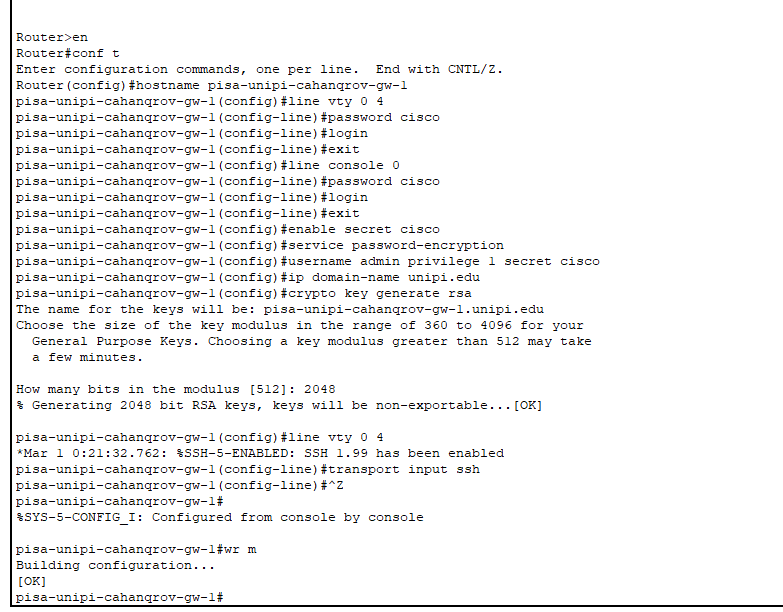 Router>en
Router#conf t
Enter configuration commands, one per line.  End with CNTL/Z.
Router(config)#hostname pisa-unipi-cahanqrov-gw-1
pisa-unipi-cahanqrov-gw-1(config)#line vty 0 4
pisa-unipi-cahanqrov-gw-1(config-line)#password cisco
pisa-unipi-cahanqrov-gw-1(config-line)#login
pisa-unipi-cahanqrov-gw-1(config-line)#exit
pisa-unipi-cahanqrov-gw-1(config)#line console 0
pisa-unipi-cahanqrov-gw-1(config-line)#password cisco
pisa-unipi-cahanqrov-gw-1(config-line)#login
pisa-unipi-cahanqrov-gw-1(config-line)#exit
pisa-unipi-cahanqrov-gw-1(config)#enable secret cisco
pisa-unipi-cahanqrov-gw-1(config)#service password-encryption
pisa-unipi-cahanqrov-gw-1(config)#username admin privilege 1 secret cisco
pisa-unipi-cahanqrov-gw-1(config)#ip domain-name unipi.edu
pisa-unipi-cahanqrov-gw-1(config)#crypto key generate rsa
The name for the keys will be: pisa-unipi-cahanqrov-gw-1.unipi.edu
Choose the size of the key modulus in the range of 360 to 4096 for your
  General Purpose Keys. Choosing a key modulus greater than 512 may take
  a few minutes.

How many bits in the modulus [512]: 2048
% Generating 2048 bit RSA keys, keys will be non-exportable...[OK]

pisa-unipi-cahanqrov-gw-1(config)#line vty 0 4
*Mar 1 0:21:32.762: %SSH-5-ENABLED: SSH 1.99 has been enabled
pisa-unipi-cahanqrov-gw-1(config-line)#transport input ssh
pisa-unipi-cahanqrov-gw-1(config-line)#^Z
pisa-unipi-cahanqrov-gw-1#
%SYS-5-CONFIG_I: Configured from console by console

pisa-unipi-cahanqrov-gw-1#wr m
Building configuration...
[OK]
pisa-unipi-cahanqrov-gw-1#